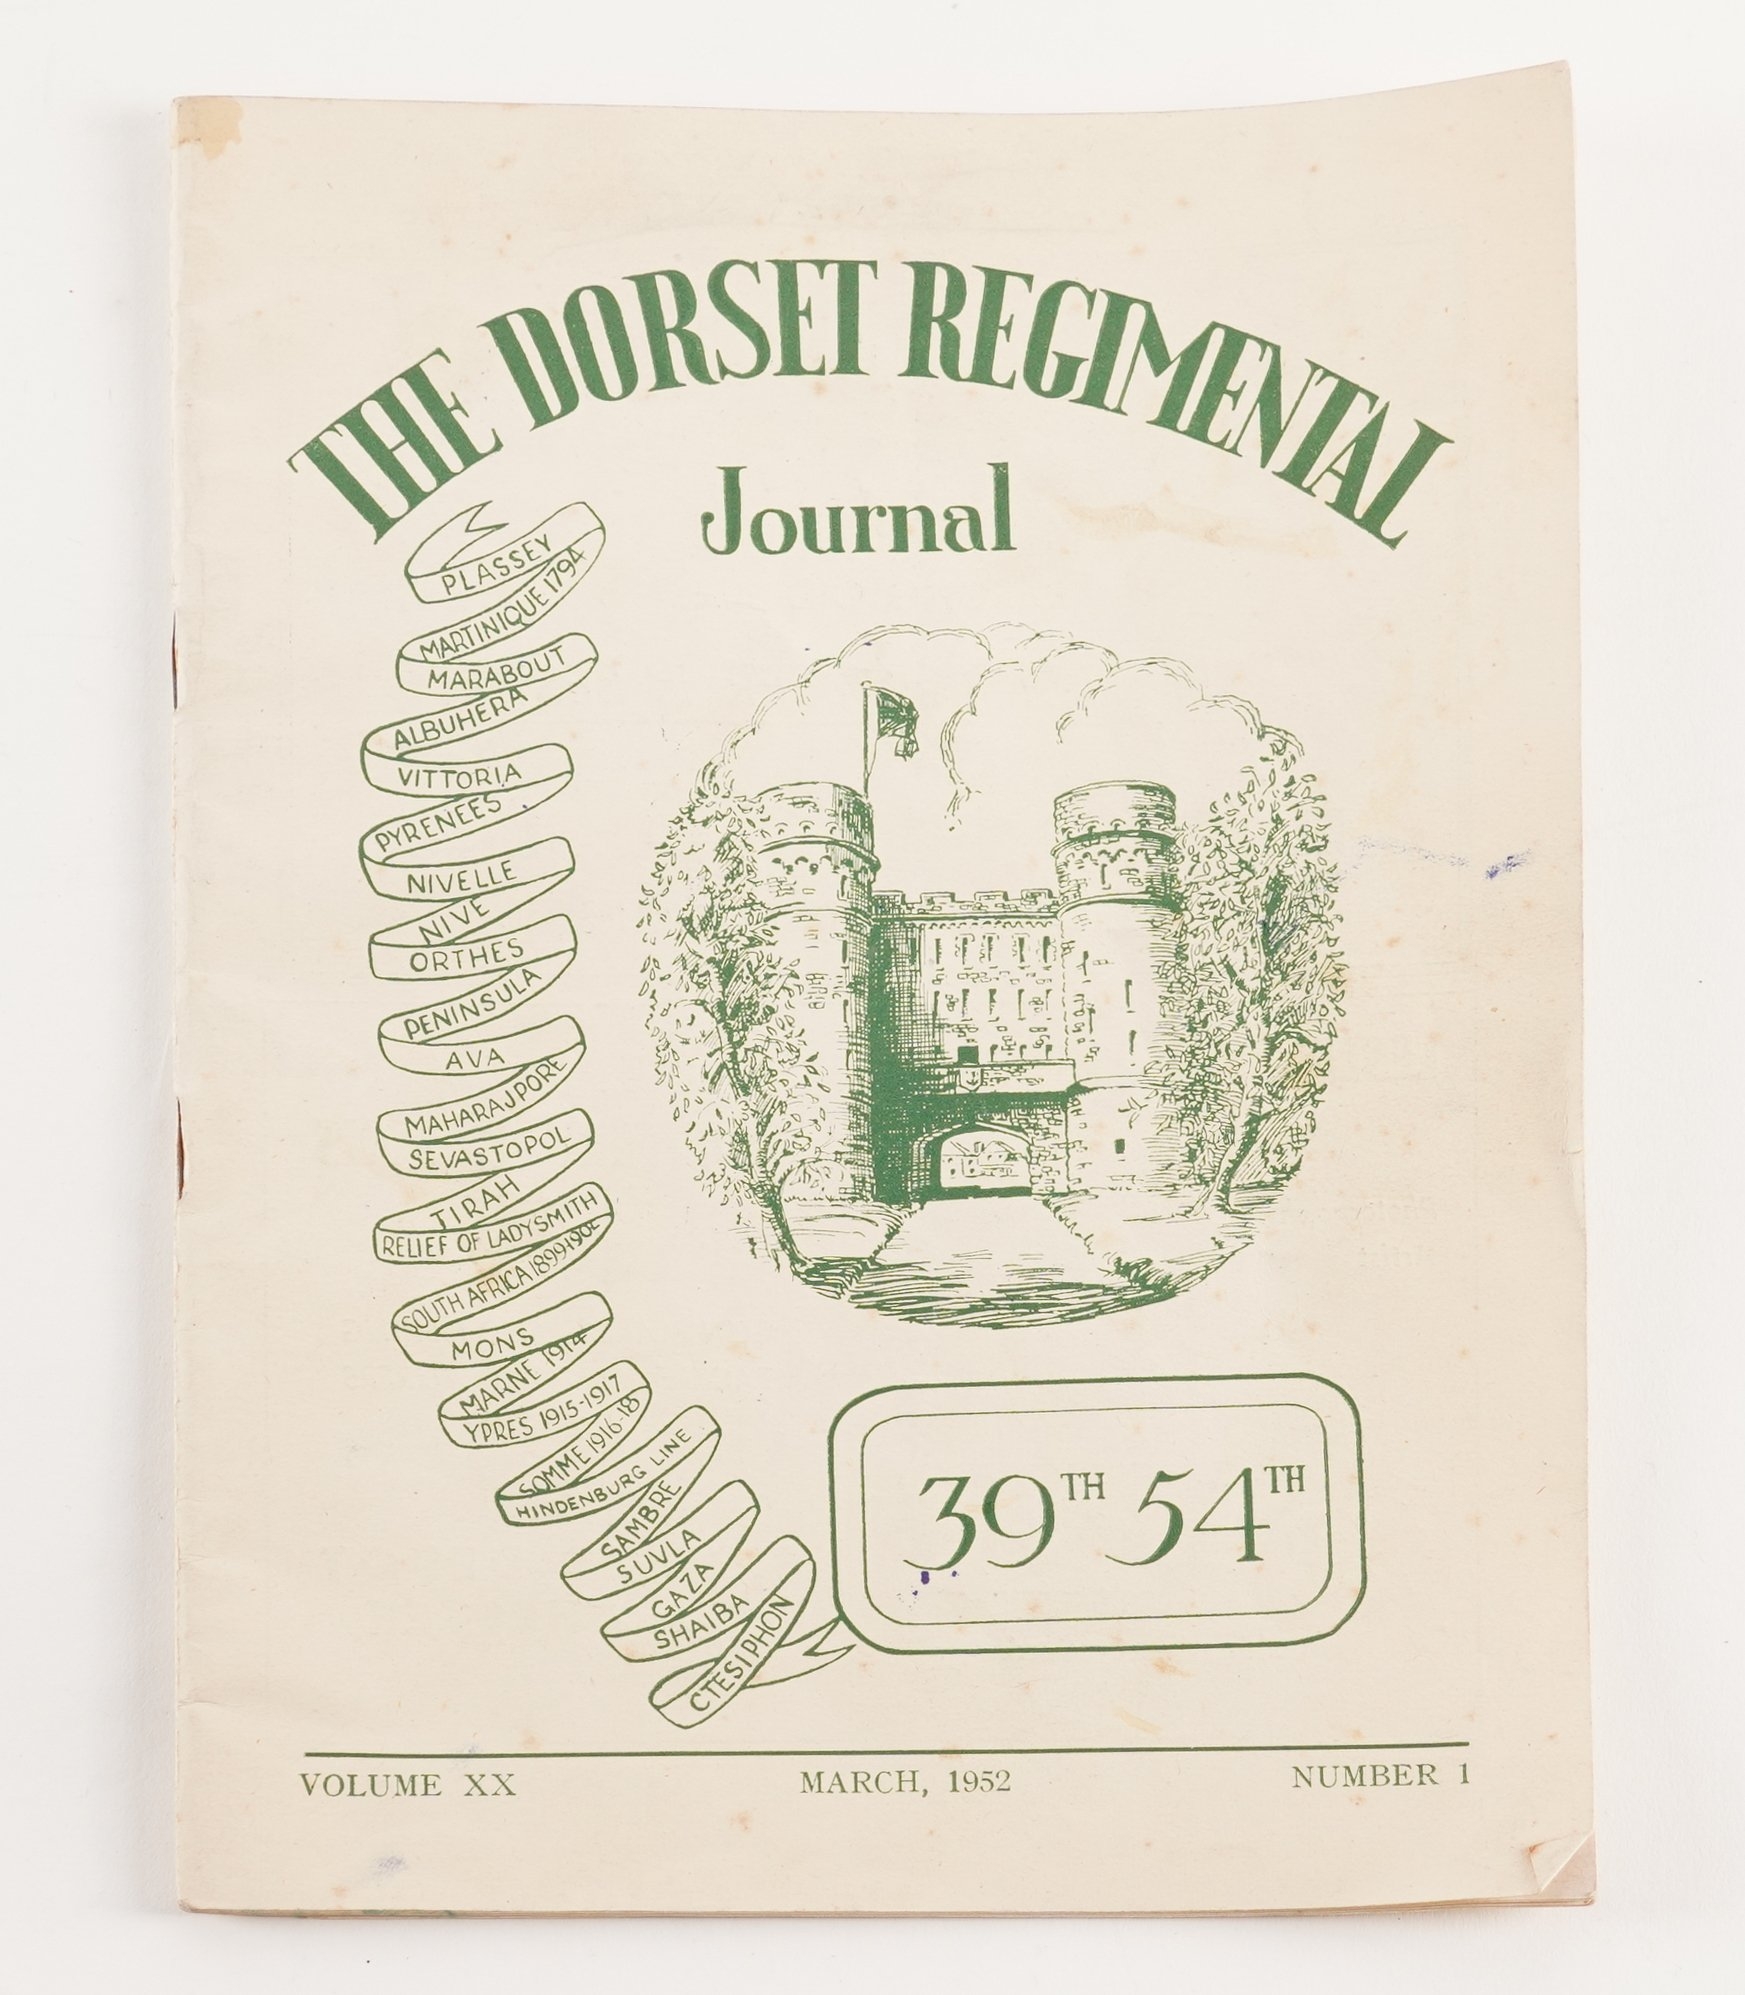 THE DORSET REGIMENTAL
Journal
PLASSEY
MARTINIQUE 1794
MARABOUT
ALBUHERA
VITTORIA
PYRENEES
NIVELLE
NIVE
ORTHES
PENINSULA
AVA
MAHARAJPORE
SEVASTOPOL
TIRAH
RELIEF OF LADYSMITH
SOUTH AFRICA 1899-1902
MONS
MARNE 1914
YPRES 1915-1917
SOMME 1916-18
HINDENBURG LINE
SAMBRE
SUVLA
GAZA
SHAIBA
CTESIPHON
39TH 54TH
VOLUME XX MARCH, 1952 NUMBER 1